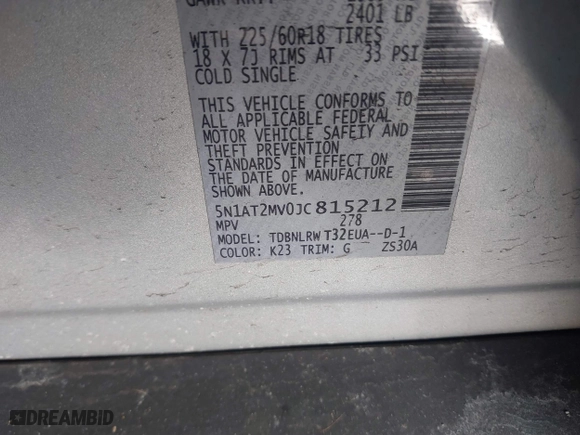 2401 LB
WITH 225/60R18 TIRES
18 X 7J RIMS AT 33 PSI
COLD SINGLE
THIS VEHICLE CONFORMS TO
ALL APPLICABLE FEDERAL
MOTOR VEHICLE SAFETY AND
THEFT PREVENTION
STANDARDS IN EFFECT ON
THE DATE OF MANUFACTURE
SHOWN ABOVE.
5N1AT2MV0JC815212
MPV 278
MODEL: TDBNLRW T32EUA--D-1
COLOR: K23 TRIM: G ZS30A
DREAMBID